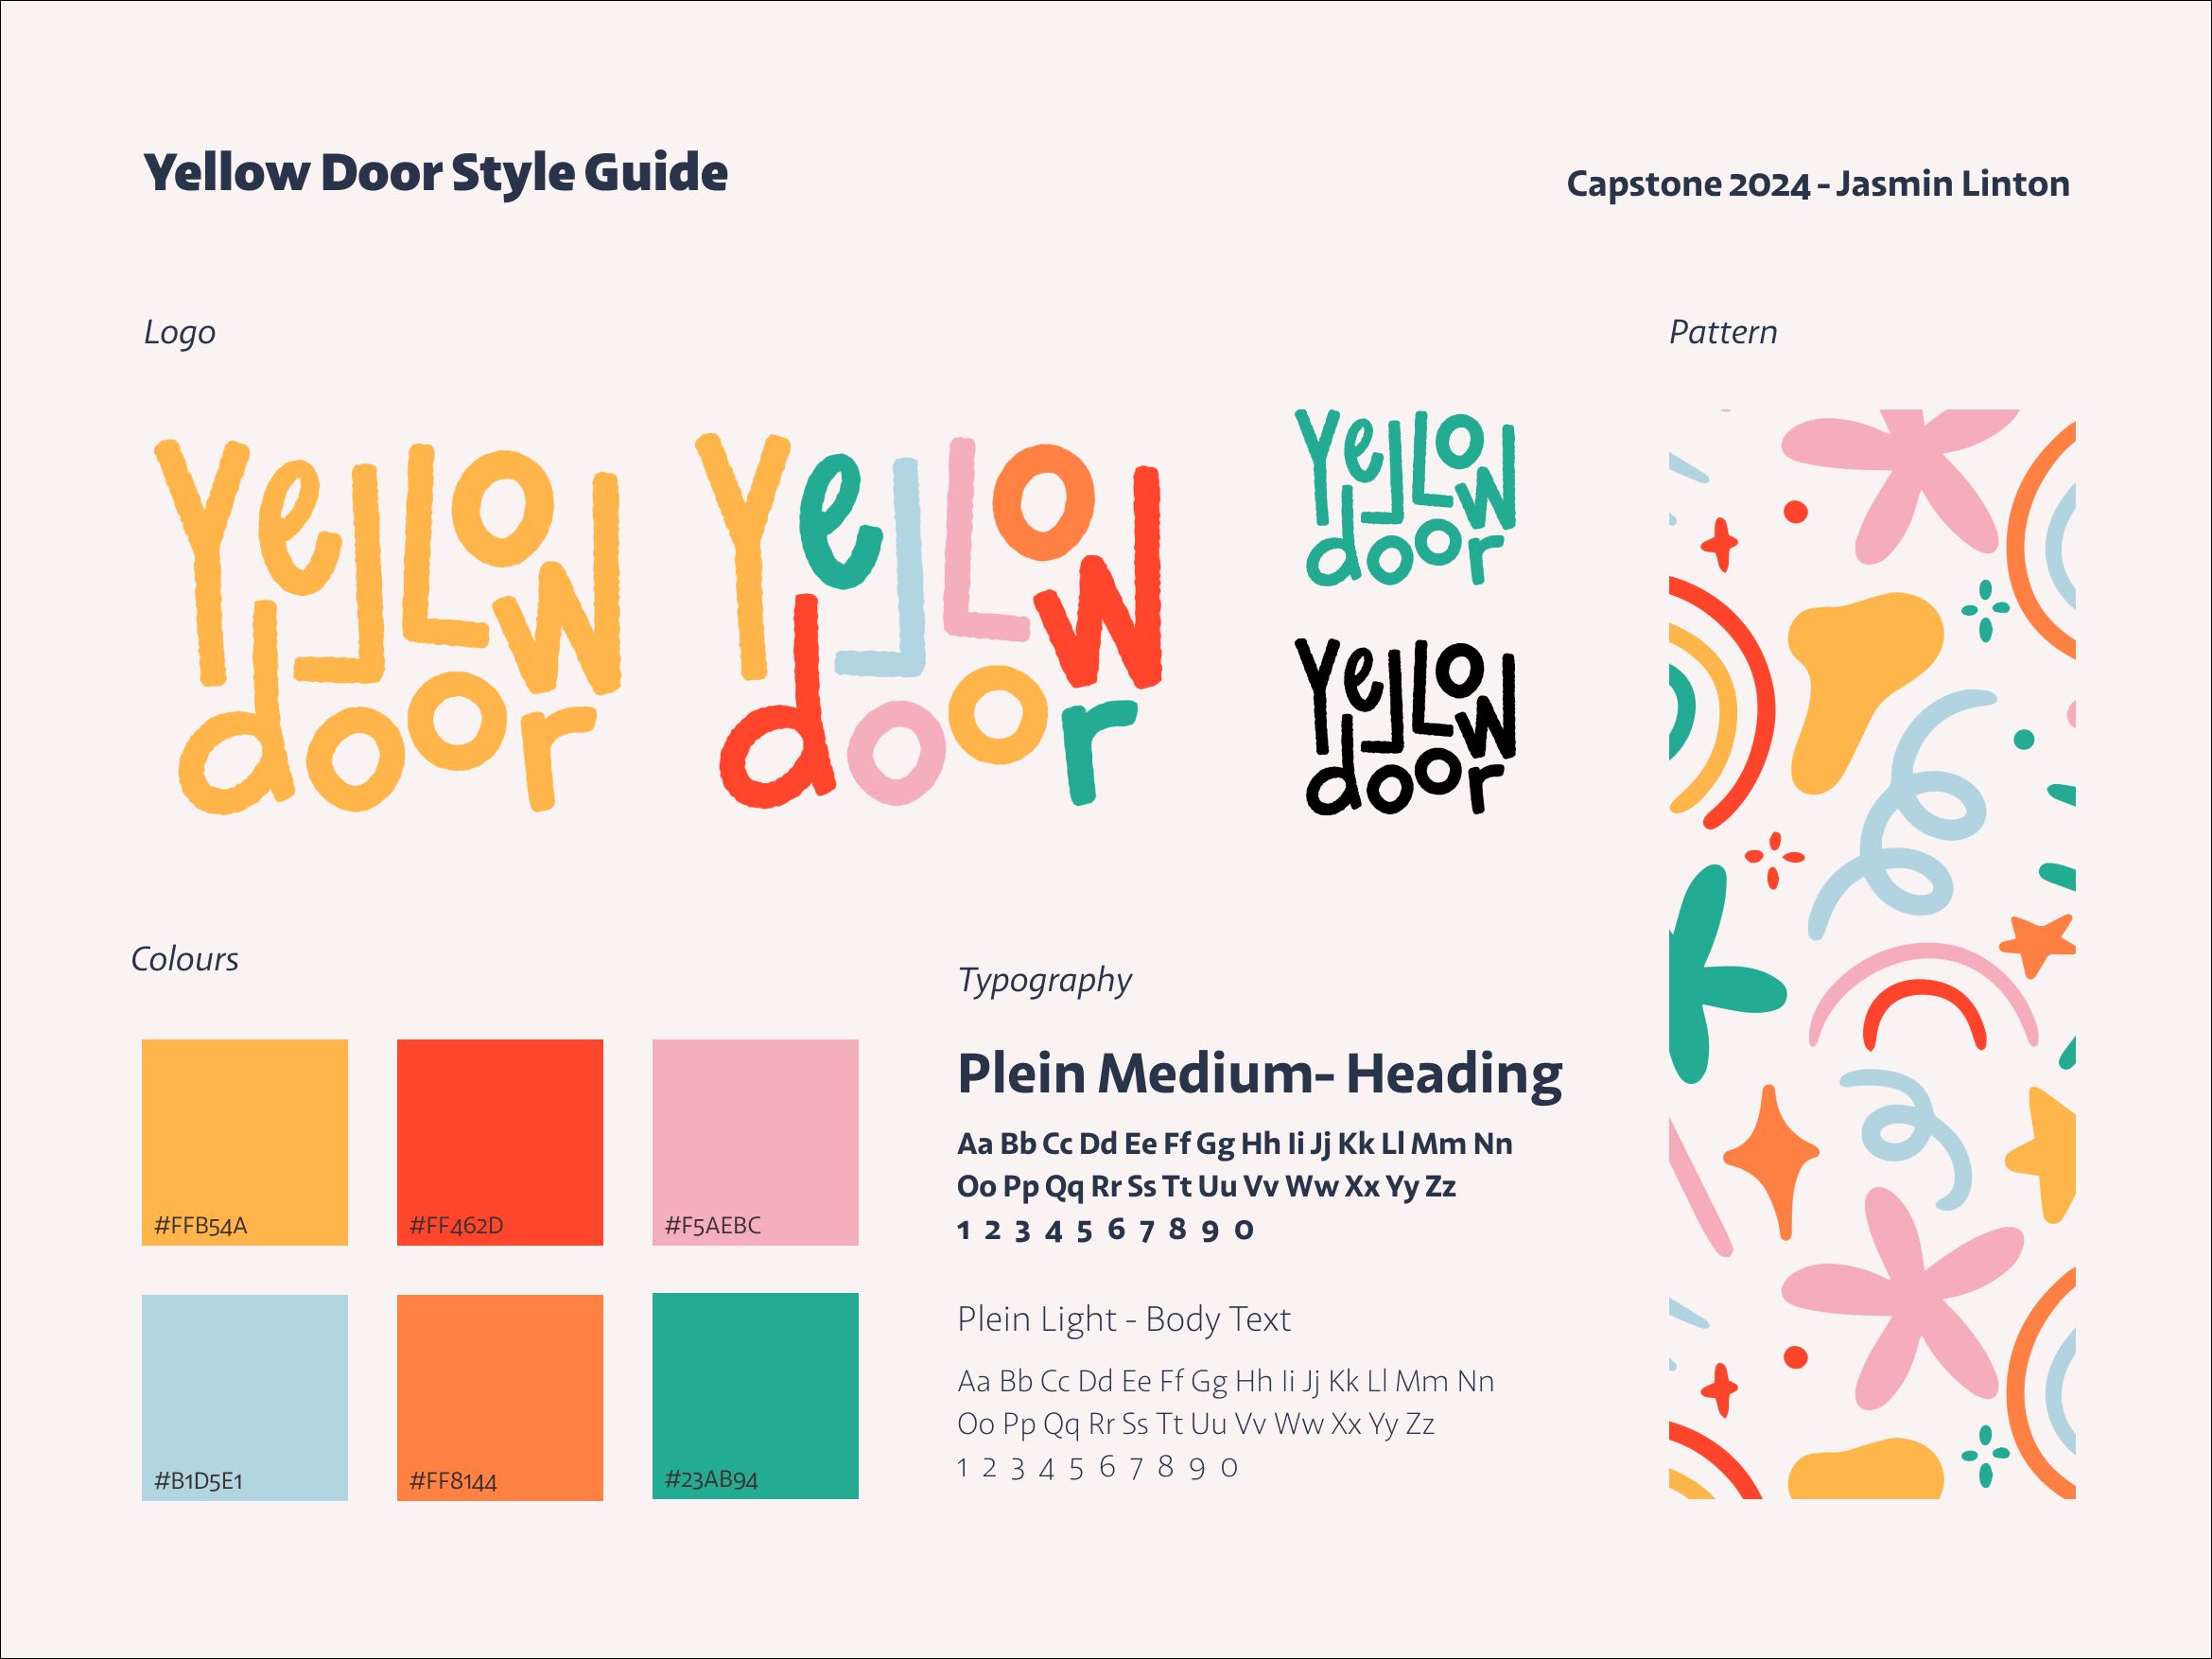 Yellow Door Style Guide
Capstone 2024 - Jasmin Linton
Logo
Yellow
door
Yellow
door
Yellow
door
Yellow
door
Pattern
Colours
#FFB54A
#FF462D
#F5AEBC
#B1D5E1
#FF8144
#23AB94
Typography
Plein Medium- Heading
Aa Bb Cc Dd Ee Ff Gg Hh Ii Jj Kk Ll Mm Nn
Oo Pp Qq Rr Ss Tt Uu Vv Ww Xx Yy Zz
1 2 3 4 5 6 7 8 9 0
Plein Light - Body Text
Aa Bb Cc Dd Ee Ff Gg Hh Ii Jj Kk Ll Mm Nn
Oo Pp Qq Rr Ss Tt Uu Vv Ww Xx Yy Zz
1 2 3 4 5 6 7 8 9 0